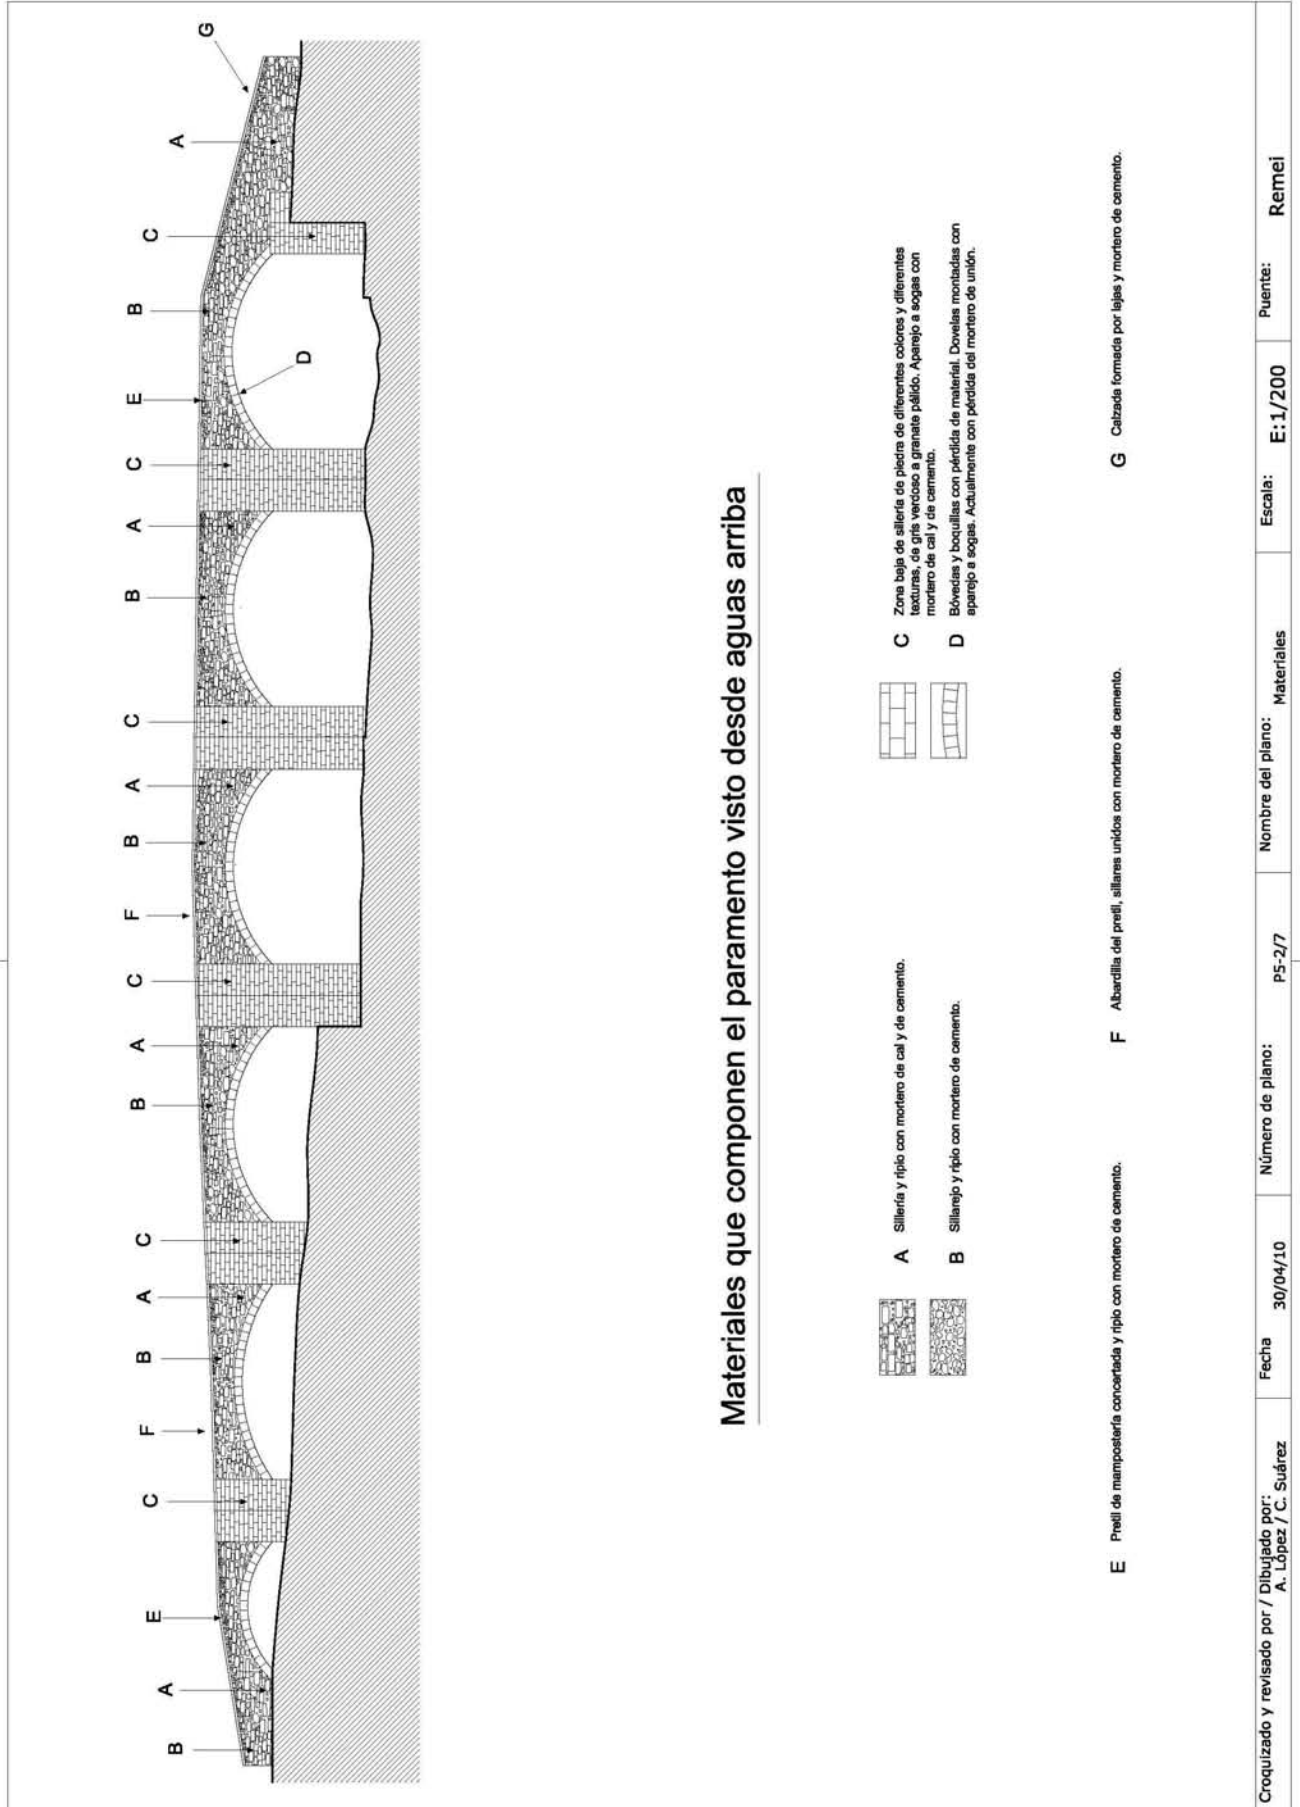 B
A
E
C
F
B
A
C
B
A
C
F
B
A
C
B
A
C
E
B
D
C
A
G
Materiales que componen el paramento visto desde aguas arriba
A Sillería y ripio con mortero de cal y de cemento.
B Sillarejo y ripio con mortero de cemento.
C Zona baja de sillería de piedra de diferentes colores y diferentes
texturas, de gris verdoso a granate pálido. Aparejo a sogas con
mortero de cal y de cemento.
D Bóvedas y boquillas con pérdida de material. Dovelas montadas con
aparejo a sogas. Actualmente con pérdida del mortero de unión.
E Pretil de mampostería concertada y ripio con mortero de cemento.
F Albardilla del pretil, sillares unidos con mortero de cemento.
G Calzada formada por lajas y mortero de cemento.
Croquizado y revisado por / Dibujado por:
A. López / C. Suárez
Fecha
30/04/10
Número de plano:
P5-2/7
Nombre del plano:
Materiales
Escala:
E:1/200
Puente:
Remei